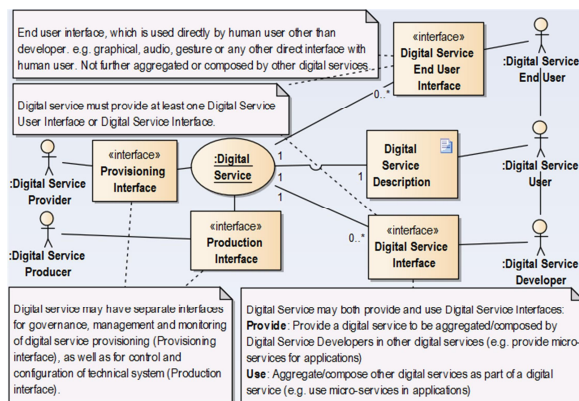 End user interface, which is used directly by human user other than
developer. e.g. graphical, audio, gesture or any other direct interface with
human user. Not further aggregated or composed by other digital services
«interface»
Digital Service
End User
Interface
:Digital Service
End User
0..*
Digital service must provide at least one Digital Service
User Interface or Digital Service Interface.
:Digital Service
Provider
«interface»
Provisioning
Interface
:Digital
Service
1
1
1
1
Digital
Service
Description
:Digital Service
User
:Digital Service
Producer
«interface»
Production
Interface
0..*
«interface»
Digital Service
Interface
:Digital Service
Developer
Digital service may have separate interfaces
for governance, management and monitoring
of digital service provisioning (Provisioning
interface), as well as for control and
configuration of technical system (Production
interface).
Digital Service may both provide and use Digital Service Interfaces:
Provide: Provide a digital service to be aggregated/composed by
Digital Service Developers in other digital services (e.g. provide micro-
services for applications)
Use: Aggregate/compose other digital services as part of a digital
service (e.g. use micro-services in applications)